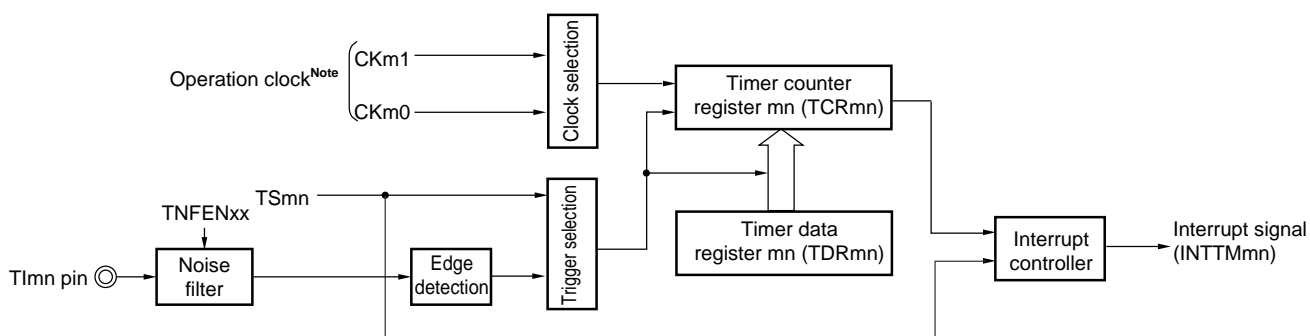 Operation clock^Note
CKm1
CKm0
Clock selection
Timer counter
register mn (TCRmn)
TSmn
TNFENxx
TImn pin
Noise
filter
Edge
detection
Trigger selection
Timer data
register mn (TDRmn)
Interrupt
controller
Interrupt signal
(INTTMmn)